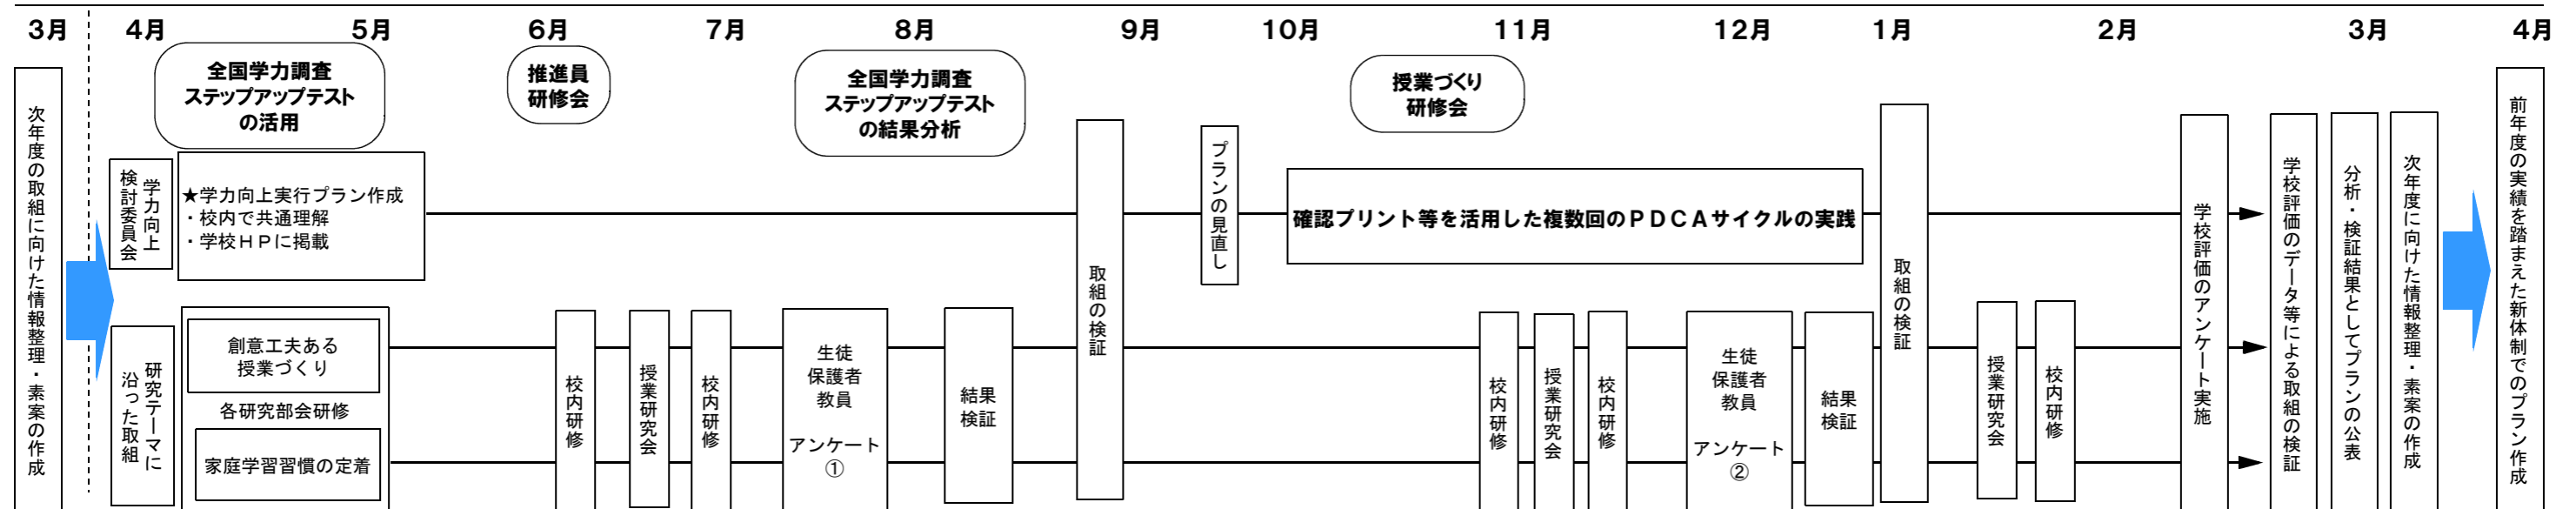 3月 4月 5月 6月 7月 8月 9月 10月 11月 12月 1月 2月 3月 4月
次年度の取組に向けた情報整理・素案の作成
全国学力調査
ステップアップテスト
の活用
推進員
研修会
全国学力調査
ステップアップテスト
の結果分析
授業づくり
研修会
学力向上
検討委員会
★学力向上実行プラン作成
・校内で共通理解
・学校HPに掲載
取組の検証
プランの見直し
確認プリント等を活用した複数回のPDCAサイクルの実践
取組の検証
研究テーマに
沿った取組
創意工夫ある
授業づくり
各研究部会研修
家庭学習習慣の定着
校内研修
授業研究会
校内研修
生徒
保護者
教員
アンケート
①
結果
検証
校内研修
授業研究会
校内研修
生徒
保護者
教員
アンケート
②
結果
検証
授業研究会
校内研修
学校評価のアンケート実施
学校評価のデータ等による取組の検証
分析・検証結果としてプランの公表
次年度に向けた情報整理・素案の作成
前年度の実績を踏まえた新体制でのプラン作成